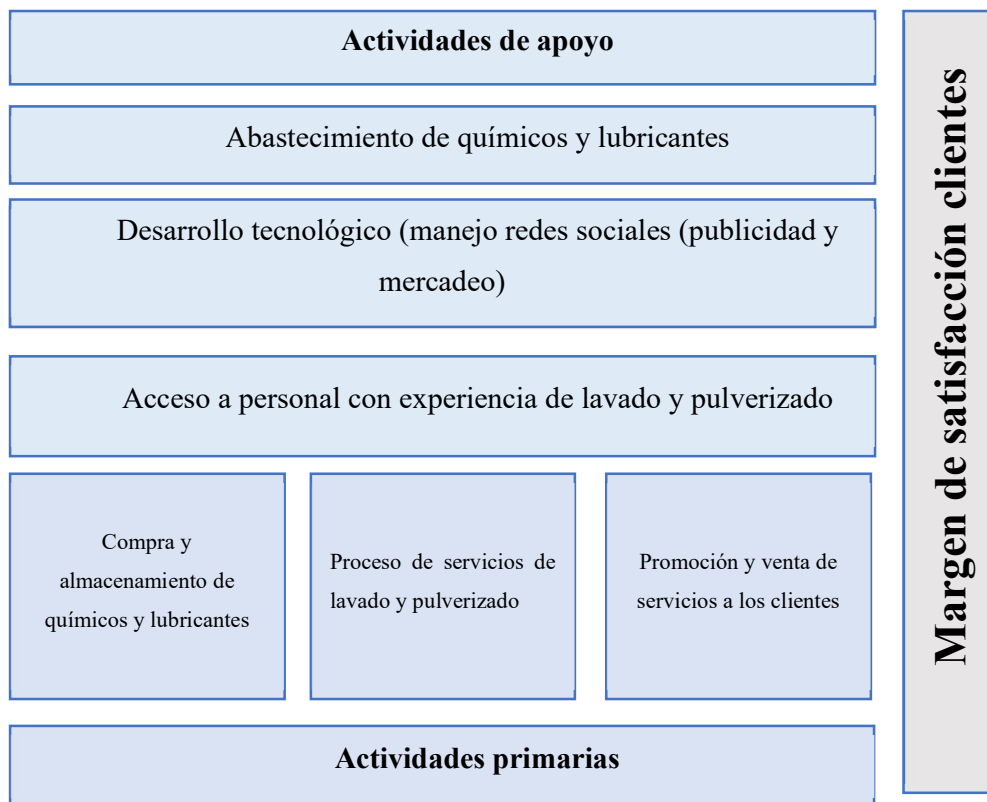 Actividades de apoyo
Abastecimiento de químicos y lubricantes
Desarrollo tecnológico (manejo redes sociales (publicidad y
mercadeo)
Acceso a personal con experiencia de lavado y pulverizado
Compra y
almacenamiento de
químicos y lubricantes
Proceso de servicios de
lavado y pulverizado
Promoción y venta de
servicios a los clientes
Actividades primarias
Margen de satisfacción clientes